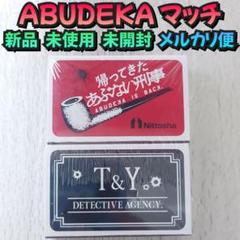 ABUDEKA マッチ
新品 未使用 未開封 メルカリ便
帰ってきた
あぶない刑事
ABUDEKA IS BACK.
Nittosha
T&Y.
DETECTIVE AGENCY.